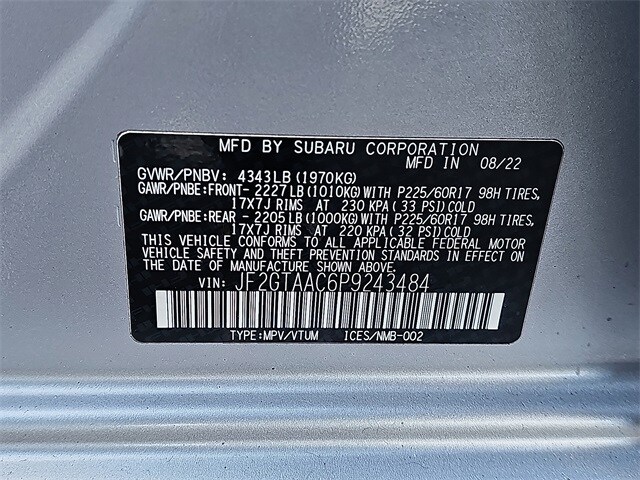 MFD BY SUBARU CORPORATION
MFD IN 08/22
GVWR/PNBV: 4343LB (1970KG)
GAWR/PNBE:FRONT- 2227LB (1010KG) WITH P225/60R17 98H TIRES,
17X7J RIMS AT 230 KPA (33 PSI) COLD
GAWR/PNBE:REAR - 2205LB (1000KG) WITH P225/60R17 98H TIRES,
17X7J RIMS AT 220 KPA (32 PSI) COLD
THIS VEHICLE CONFORMS TO ALL APPLICABLE FEDERAL MOTOR
VEHICLE SAFETY AND THEFT PREVENTION STANDARDS IN EFFECT
ON THE DATE OF MANUFACTURE SHOWN ABOVE.
VIN: JF2GTAAC6P9243484
TYPE:MPV/VTUM ICES/NMB-002